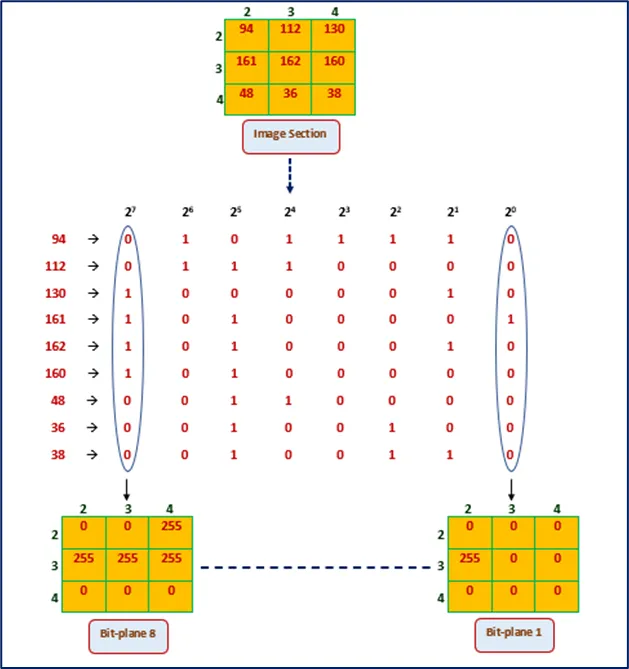 2 3 4
2 94 112 130
3 161 162 160
4 48 36 38
Image Section
2⁷ 2⁶ 2⁵ 2⁴ 2³ 2² 2¹ 2⁰
94 → 0 1 0 1 1 1 1 0
112 → 0 1 1 1 0 0 0 0
130 → 1 0 0 0 0 0 1 0
161 → 1 0 1 0 0 0 0 1
162 → 1 0 1 0 0 0 1 0
160 → 1 0 1 0 0 0 0 0
48 → 0 0 1 1 0 0 0 0
36 → 0 0 1 0 0 1 0 0
38 → 0 0 1 0 0 1 1 0
2 3 4
2 0 0 255
3 255 255 255
4 0 0 0
Bit-plane 8
2 3 4
2 0 0 0
3 255 0 0
4 0 0 0
Bit-plane 1